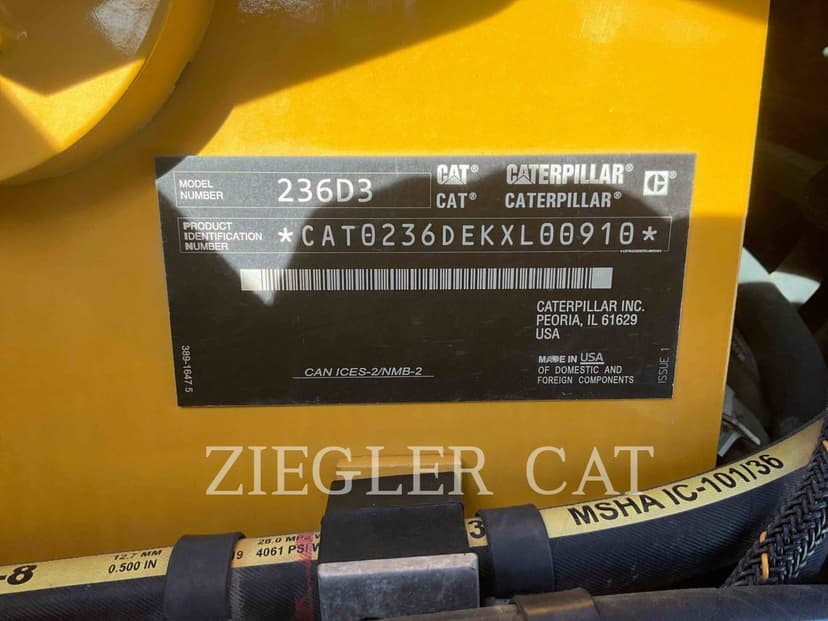 MODEL
NUMBER
236D3
CAT® CATERPILLAR® C®
CAT® CATERPILLAR®
PRODUCT
IDENTIFICATION
NUMBER
*CAT0236DEKXL00910*
CATERPILLAR INC.
PEORIA, IL 61629
USA
MADE IN USA
OF DOMESTIC AND
FOREIGN COMPONENTS
CAN ICES-2/NMB-2
389-1647 5
ISSUE 1
ZIEGLER CAT
MSHA IC-101/36
-8
12.7 MM
0.500 IN
28.0 MPa
4061 PSI W
3